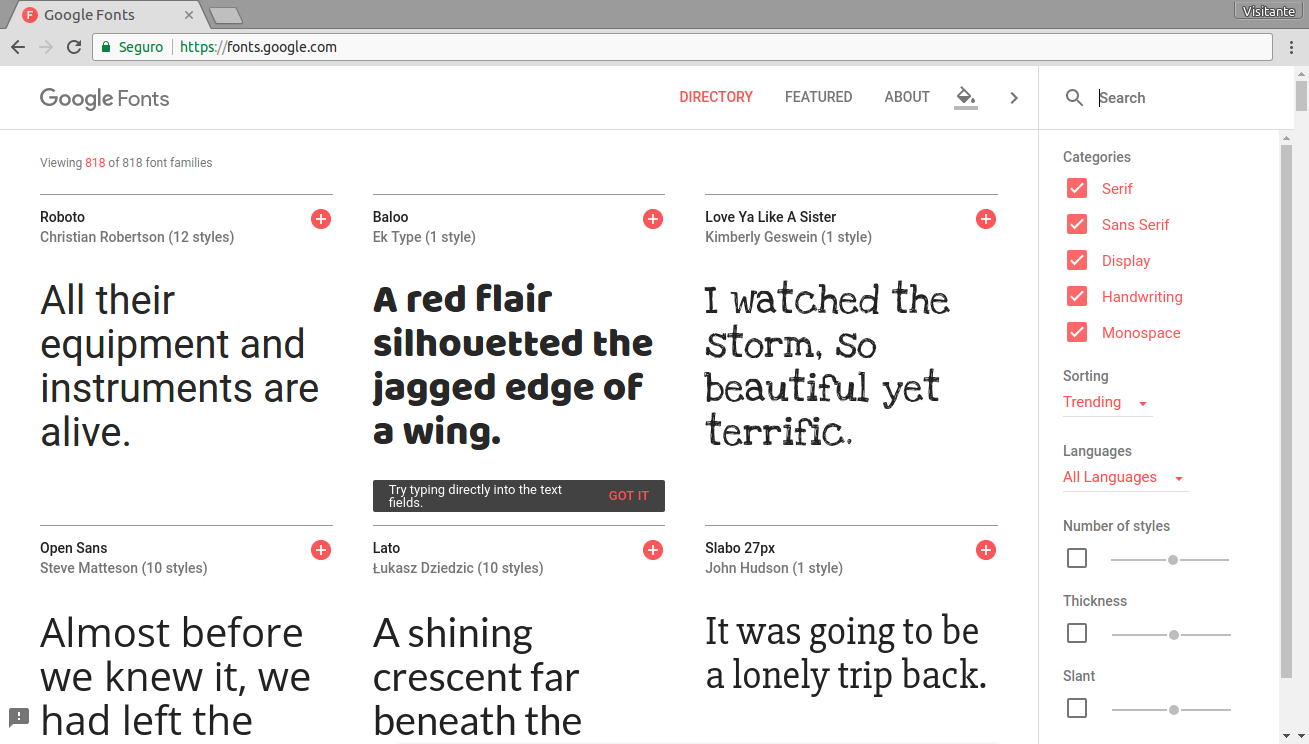 Google Fonts
Visitante
Seguro
https://fonts.google.com
Google Fonts
DIRECTORY
FEATURED
ABOUT
Search
Viewing 818 of 818 font families
Roboto
Christian Robertson (12 styles)
All their
equipment and
instruments are
alive.
Baloo
Ek Type (1 style)
A red flair
silhouetted the
jagged edge of
a wing.
Try typing directly into the text
fields.
GOT IT
Love Ya Like A Sister
Kimberly Geswein (1 style)
I watched the
storm, so
beautiful yet
terrific.
Open Sans
Steve Matteson (10 styles)
Almost before
we knew it, we
had left the
Lato
Łukasz Dziedzic (10 styles)
A shining
crescent far
beneath the
Slabo 27px
John Hudson (1 style)
It was going to be
a lonely trip back.
Categories
Serif
Sans Serif
Display
Handwriting
Monospace
Sorting
Trending
Languages
All Languages
Number of styles
Thickness
Slant